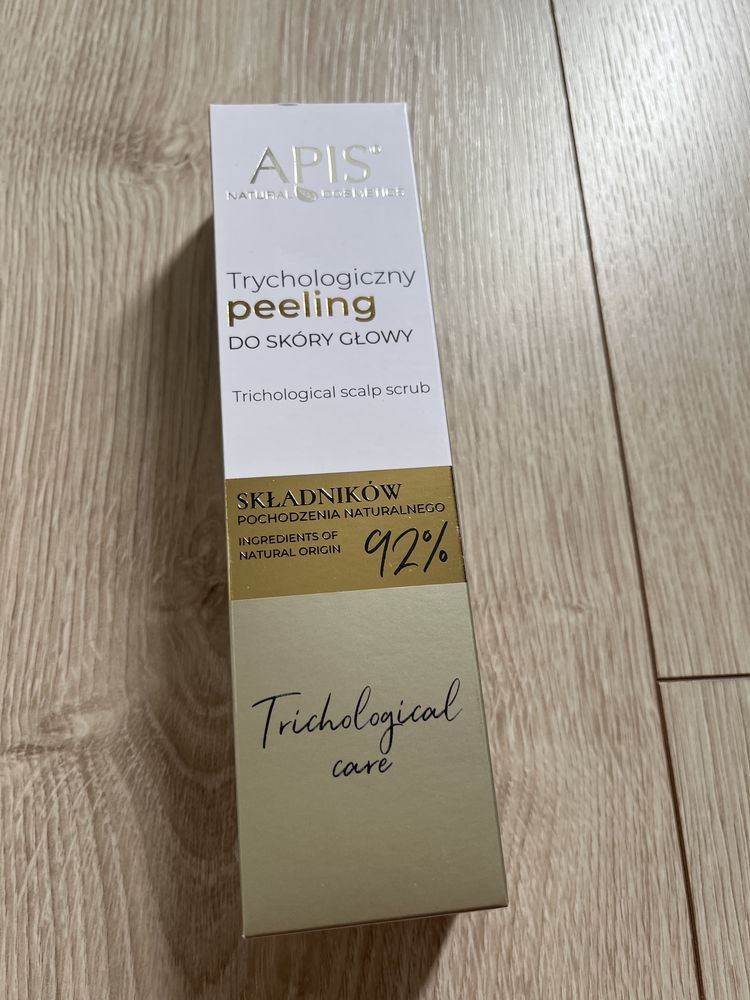 APIS®
NATURAL COSMETICS
Trychologiczny
peeling
DO SKÓRY GŁOWY
Trichological scalp scrub
SKŁADNIKÓW
POCHODZENIA NATURALNEGO
INGREDIENTS OF
NATURAL ORIGIN
92%
Trichological
care